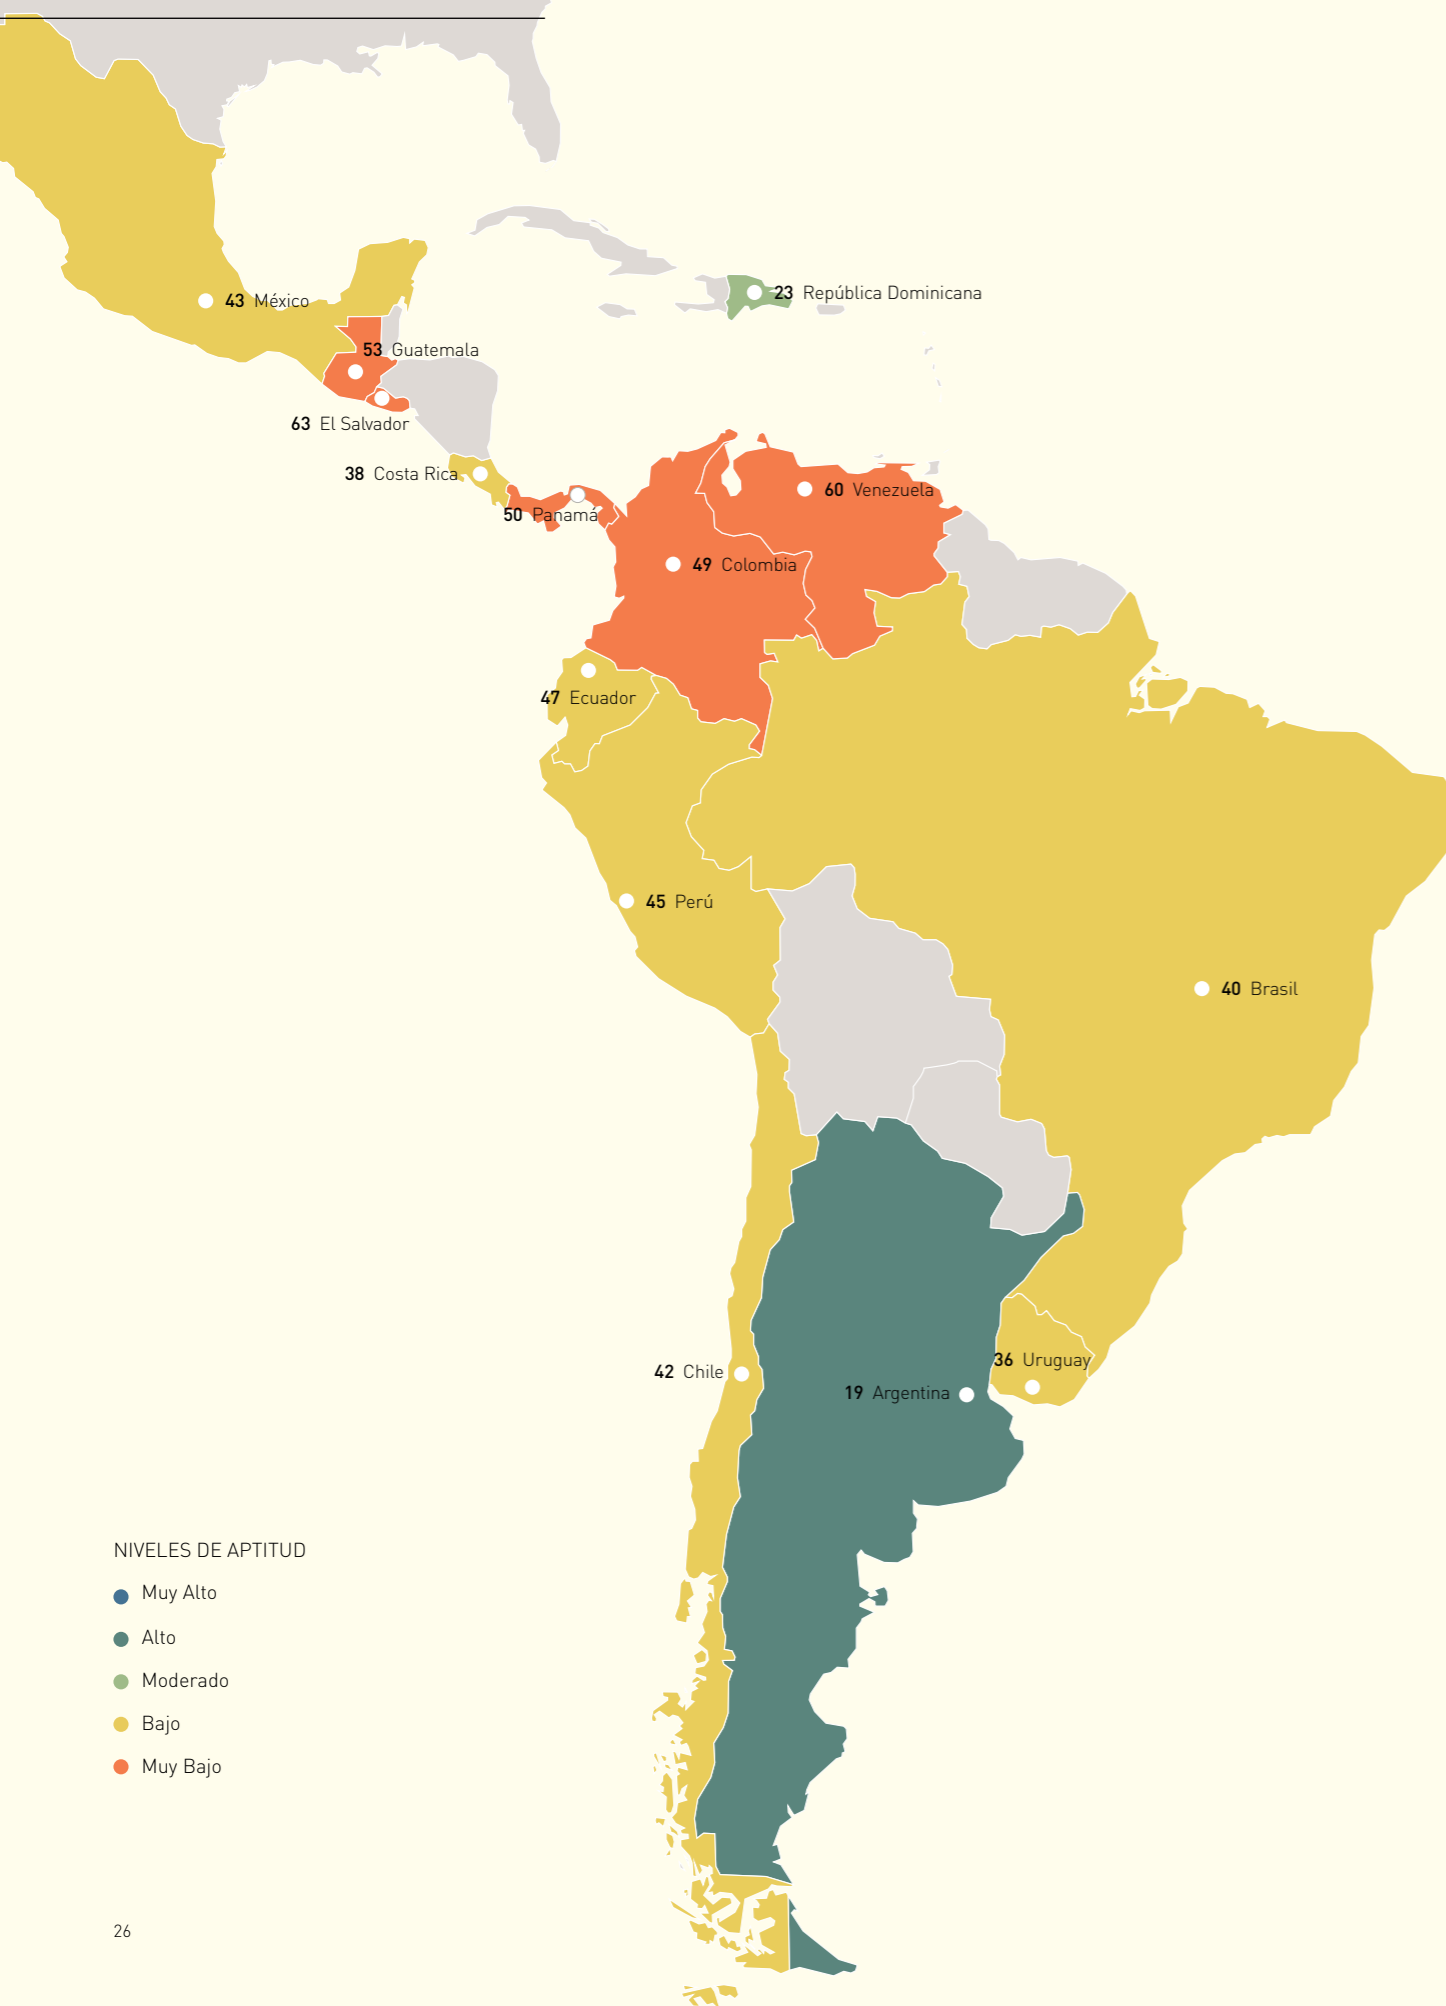 43 México
23 República Dominicana
53 Guatemala
63 El Salvador
38 Costa Rica
50 Panamá
60 Venezuela
49 Colombia
47 Ecuador
45 Perú
40 Brasil
36 Uruguay
42 Chile
19 Argentina
NIVELES DE APTITUD
Muy Alto
Alto
Moderado
Bajo
Muy Bajo
26